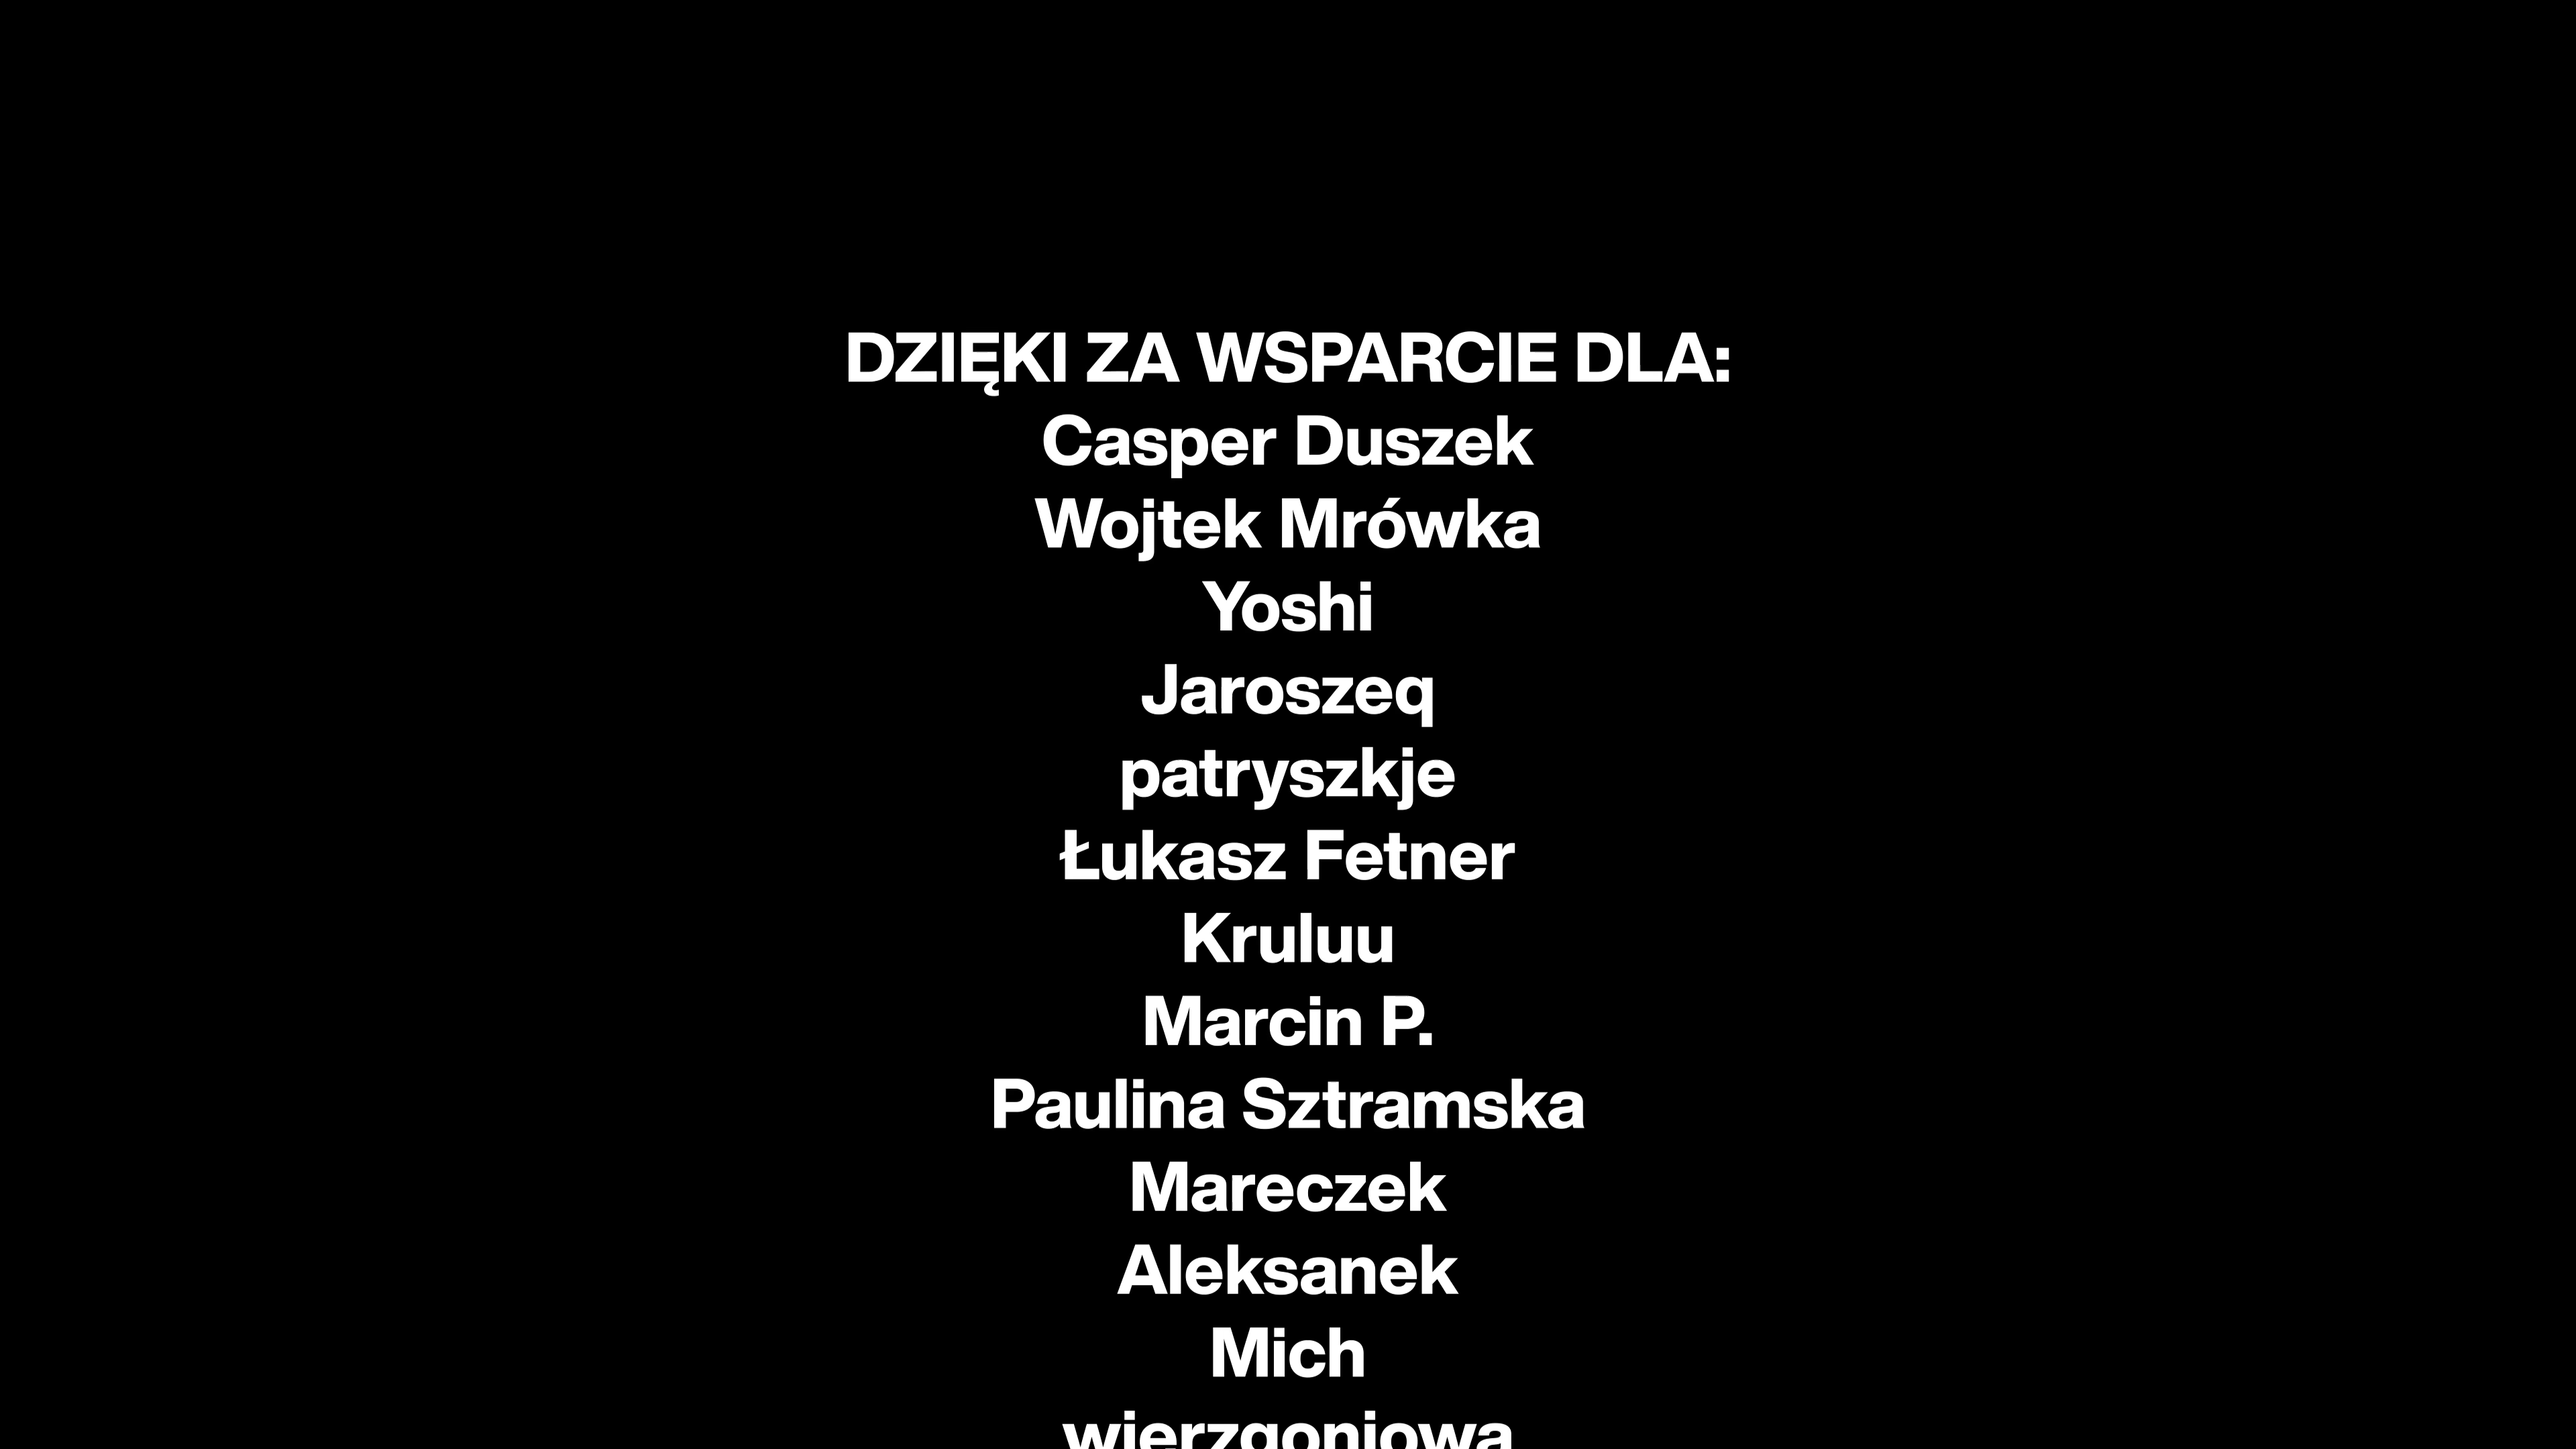 DZIĘKI ZA WSPARCIE DLA:
Casper Duszek
Wojtek Mrówka
Yoshi
Jaroszeq
patryszkje
Łukasz Fetner
Kruluu
Marcin P.
Paulina Sztramska
Mareczek
Aleksanek
Mich
wierzgoniowa